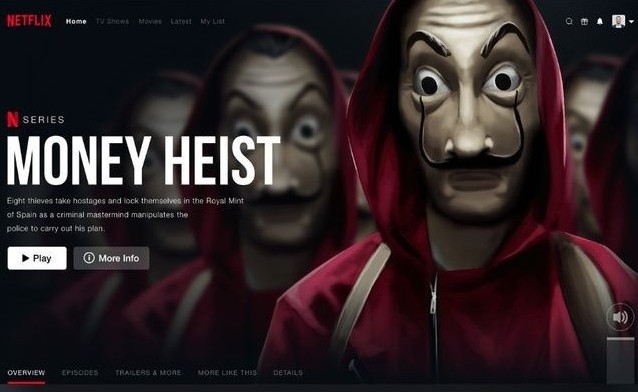 NETFLIX Home TV Shows Movies Latest My List
N SERIES
MONEY HEIST
Eight thieves take hostages and lock themselves in the Royal Mint
of Spain as a criminal mastermind manipulates the
police to carry out his plan.
Play More Info
OVERVIEW EPISODES TRAILERS & MORE MORE LIKE THIS DETAILS